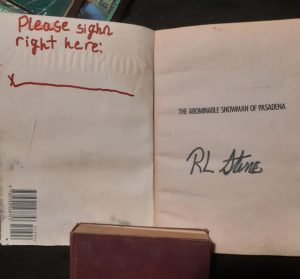 Please sighn
right here:
x
THE ABOMINABLE SNOWMAN OF PASADENA
RL Stine